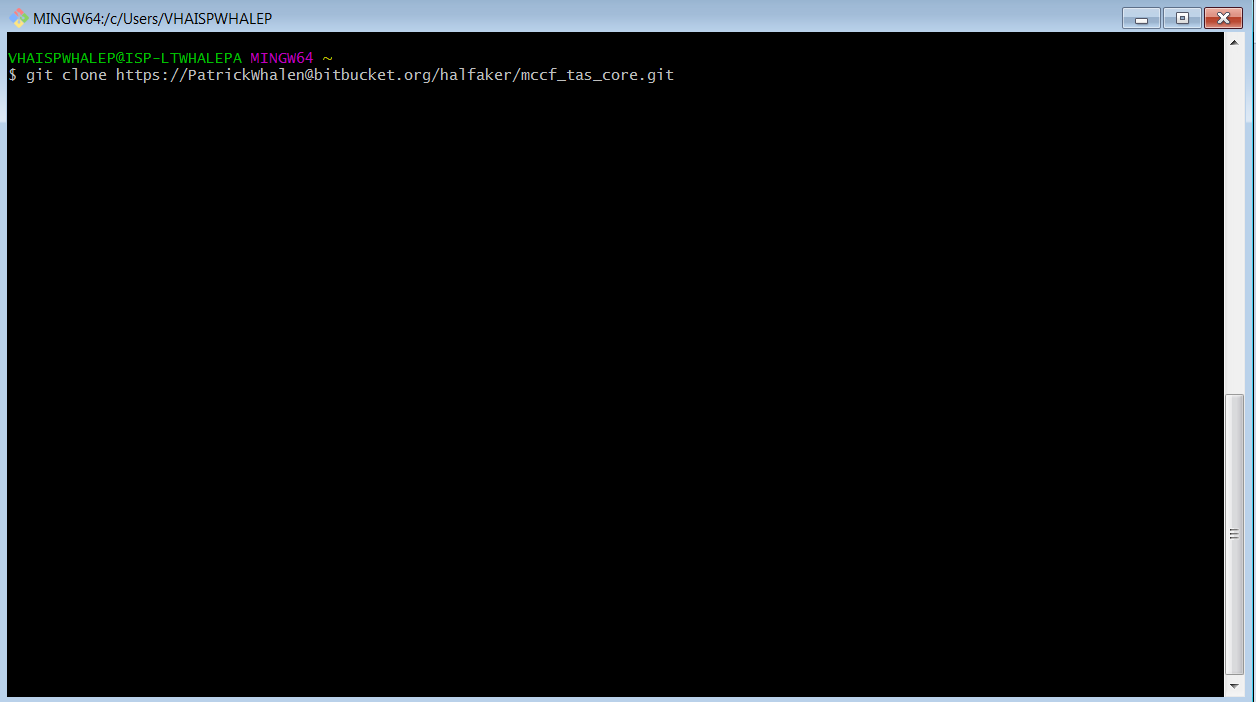 MINGW64:/c/Users/VHAISPWHALEP
VHAISPWHALEP@ISP-LTWHALEPA MINGW64 ~
$ git clone https://PatrickWhalen@bitbucket.org/halfaker/mccf_tas_core.git